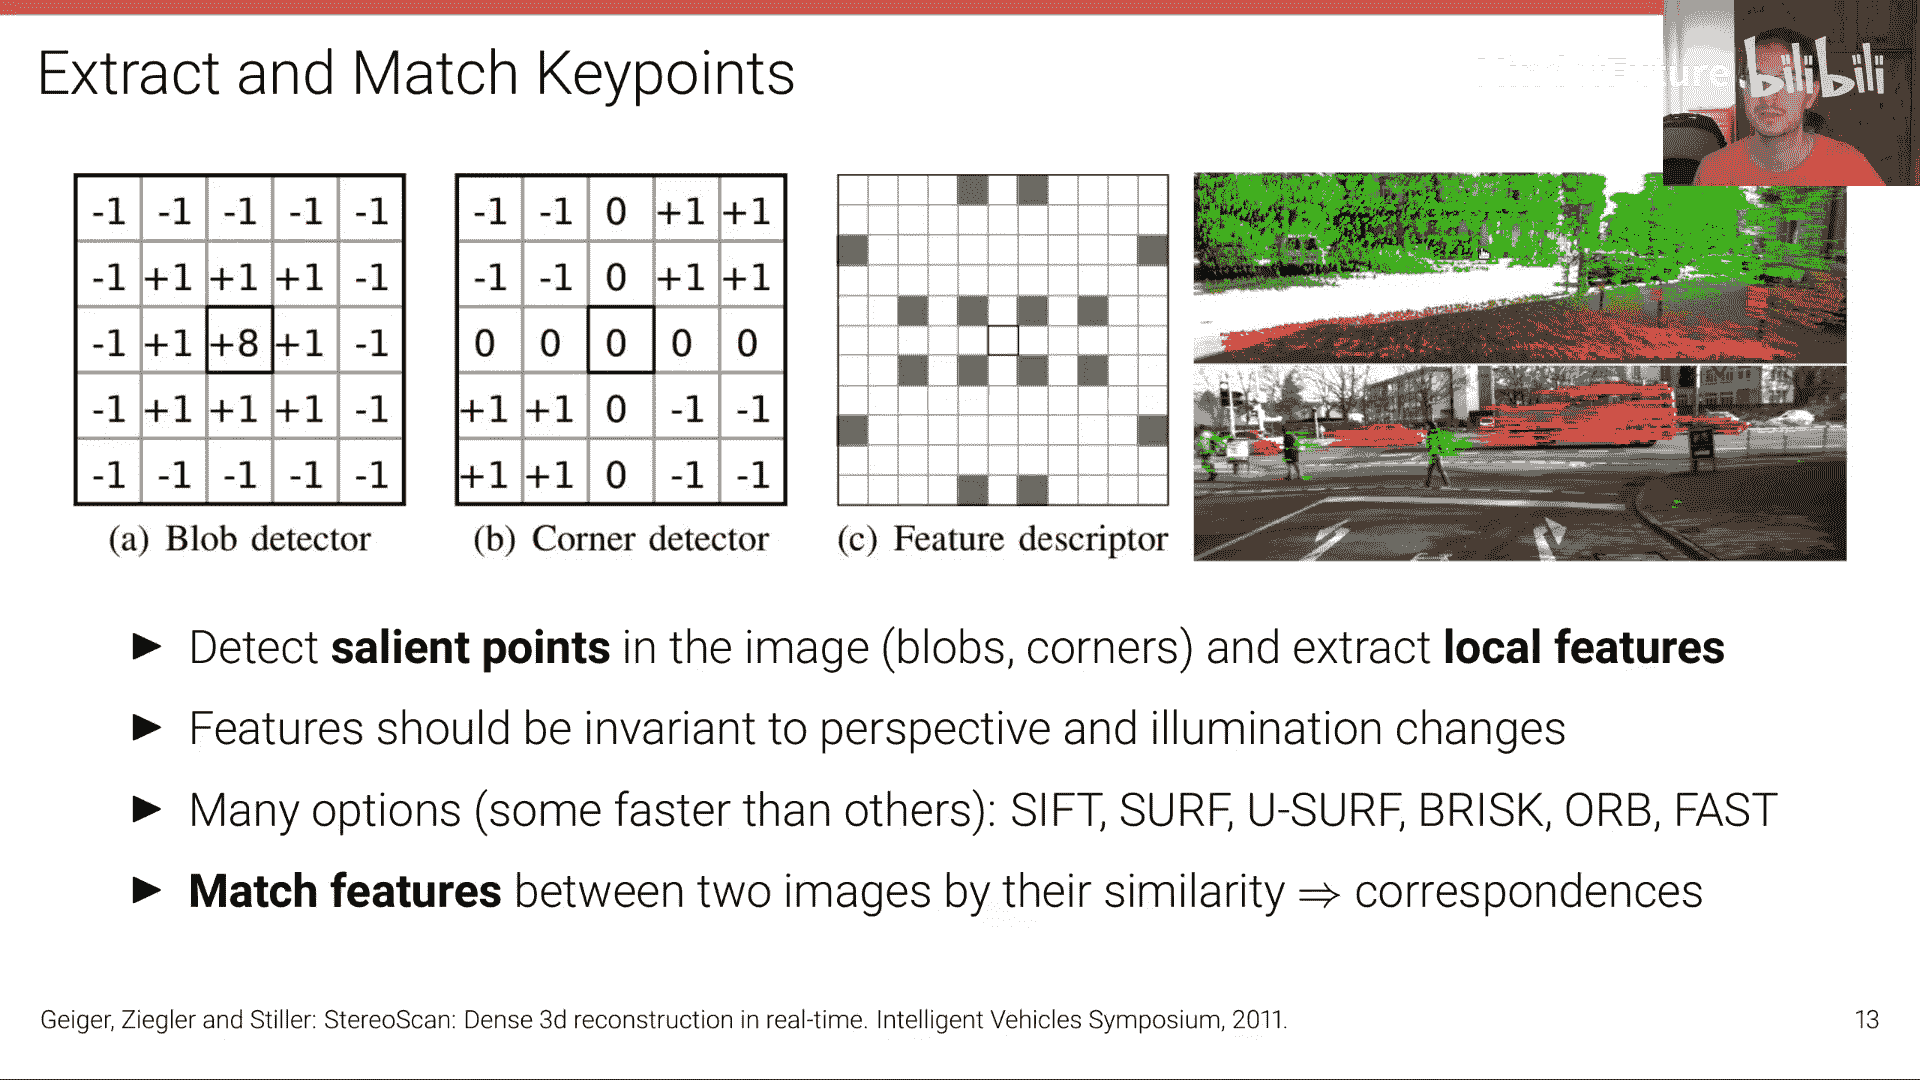 Extract and Match Keypoints
bilibili
-1 -1 -1 -1 -1
-1 +1 +1 +1 -1
-1 +1 +8 +1 -1
-1 +1 +1 +1 -1
-1 -1 -1 -1 -1
(a) Blob detector
-1 -1 0 +1 +1
-1 -1 0 +1 +1
0 0 0 0 0
+1 +1 0 -1 -1
+1 +1 0 -1 -1
(b) Corner detector
(c) Feature descriptor
Detect salient points in the image (blobs, corners) and extract local features
Features should be invariant to perspective and illumination changes
Many options (some faster than others): SIFT, SURF, U-SURF, BRISK, ORB, FAST
Match features between two images by their similarity ⇒ correspondences
Geiger, Ziegler and Stiller: StereoScan: Dense 3d reconstruction in real-time. Intelligent Vehicles Symposium, 2011.
13